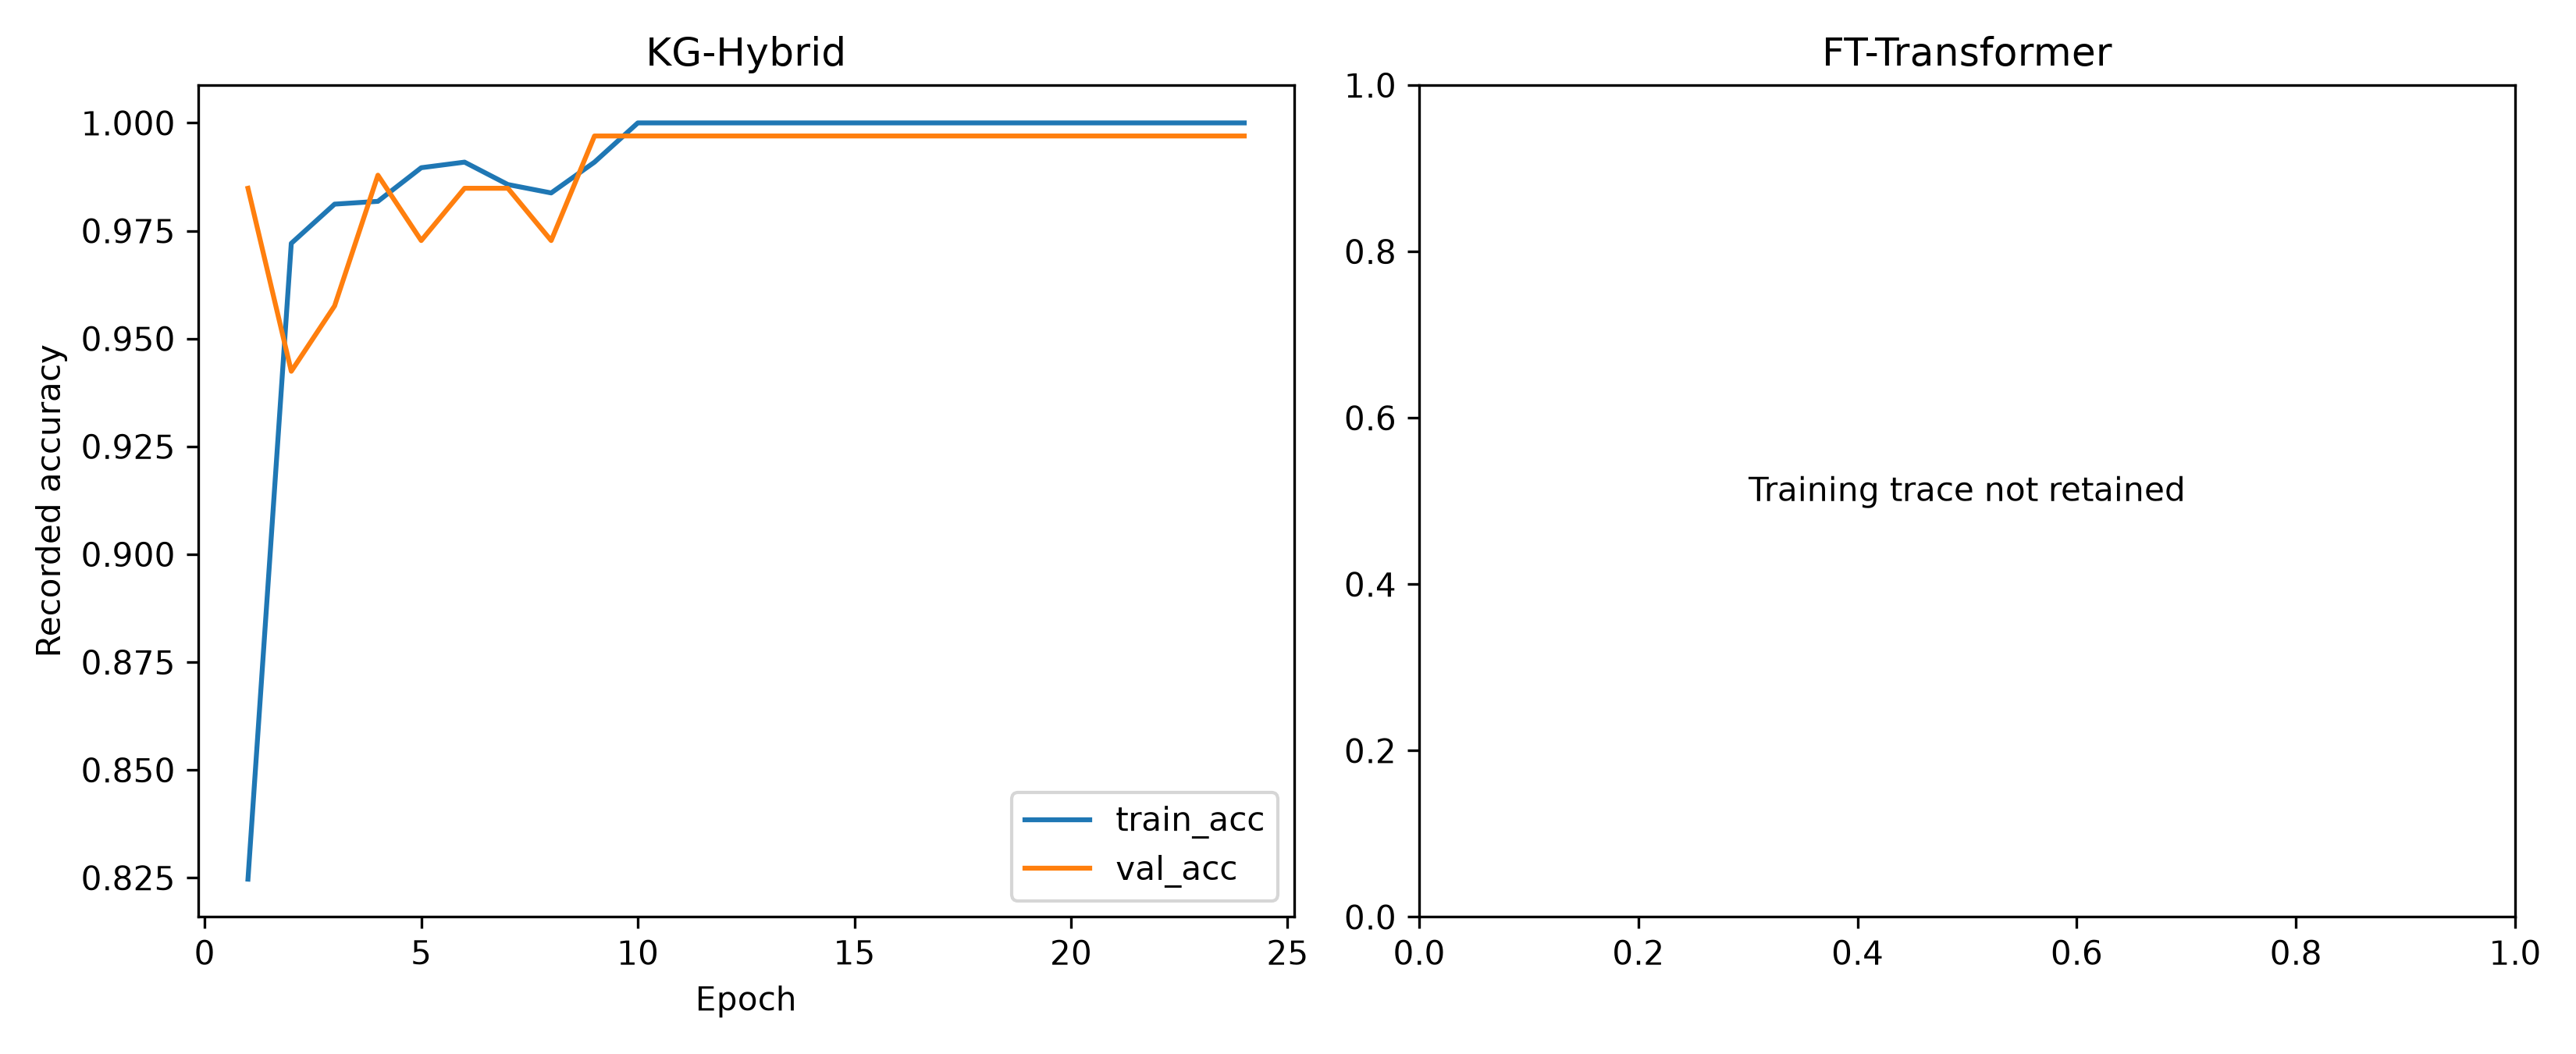 KG-Hybrid
1.000
0.975
0.950
0.925
0.900
0.875
0.850
0.825
Recorded accuracy
0 5 10 15 20 25
Epoch
train_acc
val_acc
FT-Transformer
1.0
0.8
0.6
0.4
0.2
0.0
Training trace not retained
0.0 0.2 0.4 0.6 0.8 1.0